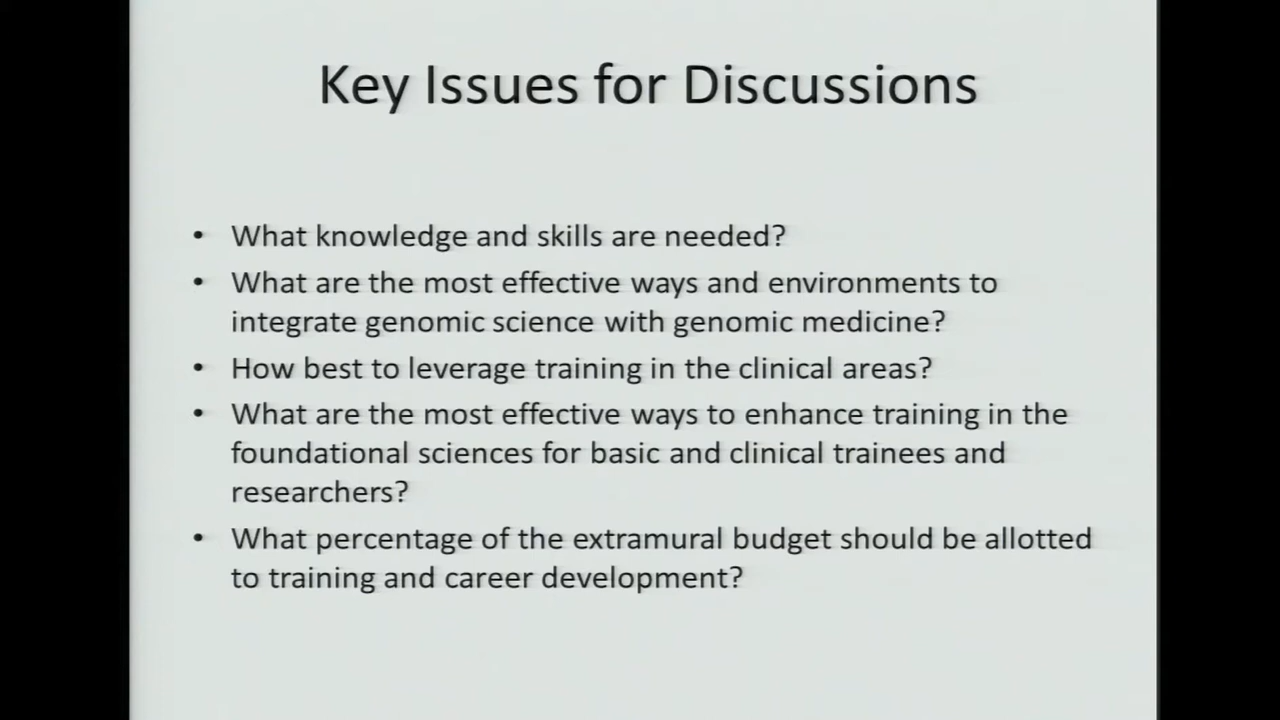 Key Issues for Discussions
• What knowledge and skills are needed?
• What are the most effective ways and environments to
integrate genomic science with genomic medicine?
• How best to leverage training in the clinical areas?
• What are the most effective ways to enhance training in the
foundational sciences for basic and clinical trainees and
researchers?
• What percentage of the extramural budget should be allotted
to training and career development?